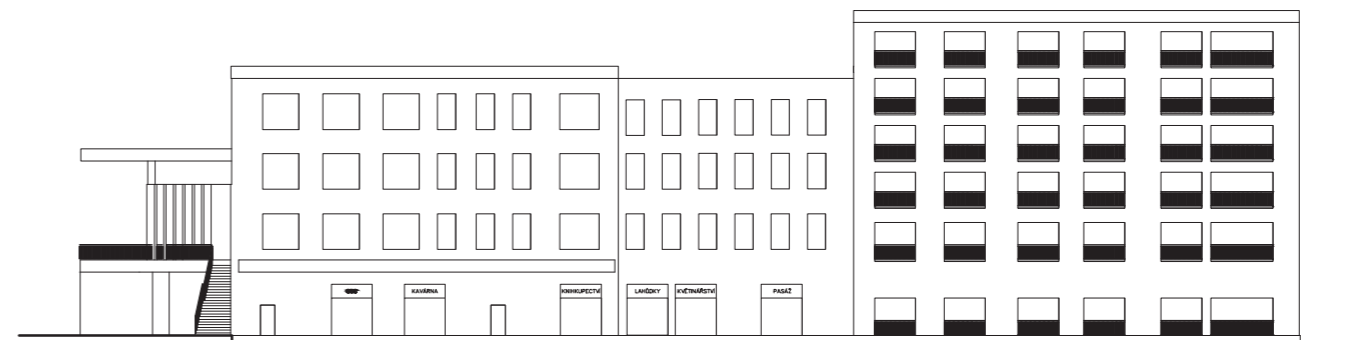 KAVÁRNA
KNIHKUPECTVÍ
LAHŮDKY
KVĚTINÁŘSTVÍ
PASÁŽ